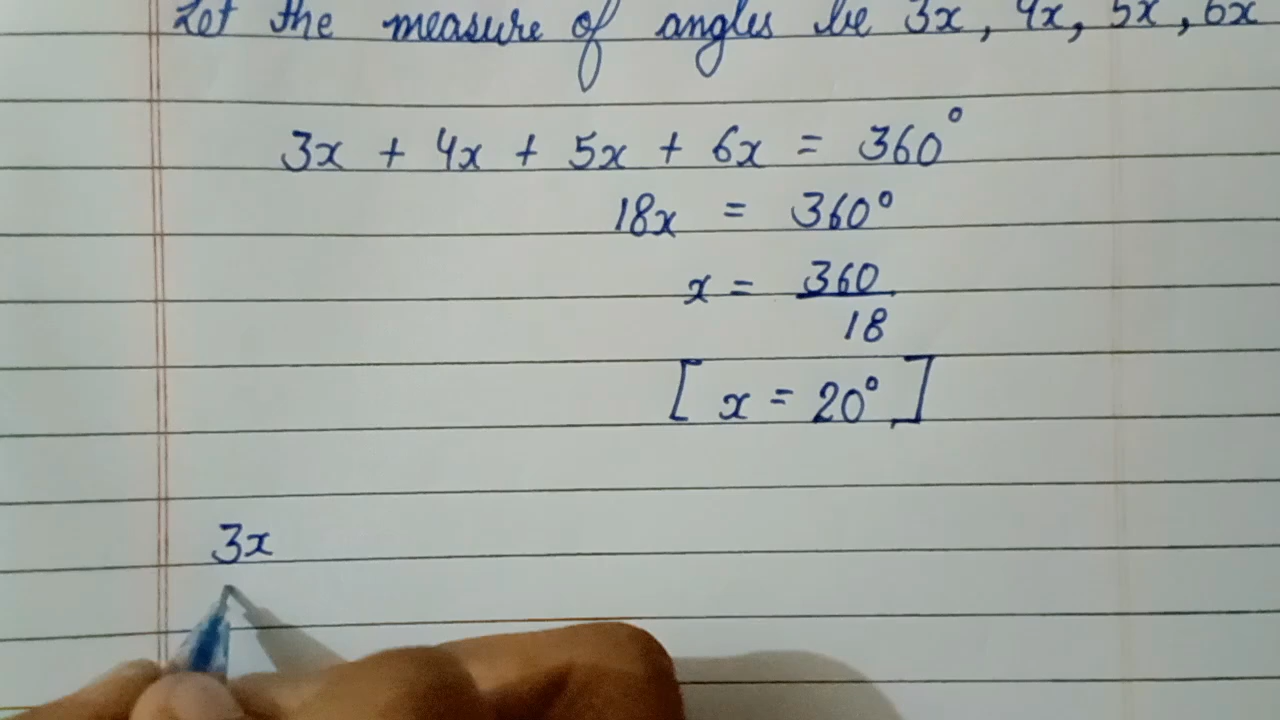 Let the measure of angles be 3x, 4x, 5x, 6x
3x + 4x + 5x + 6x = 360°
18x = 360°
x = 360
18
[ x = 20° ]
3x